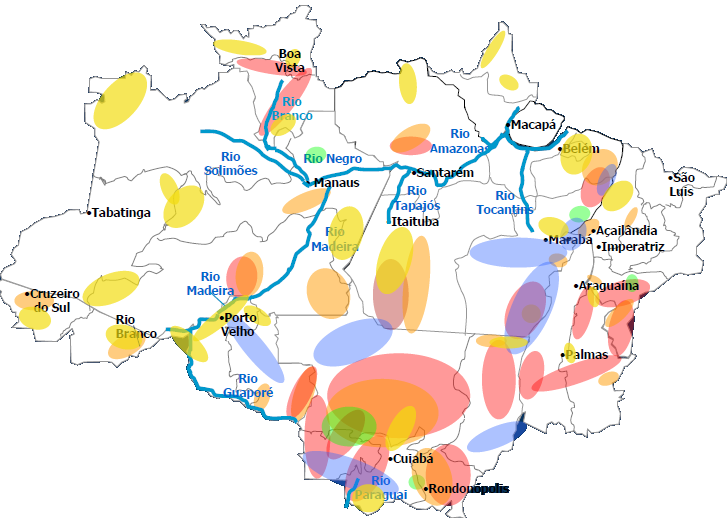 Boa
Vista
Rio
Branco
•Macapá
Rio
Amazonas
•Belém
Rio
Solimões
Rio Negro
•Santarém
•São
Luis
Manaus
Rio
Tapajós
Rio
Tocantins
•Tabatinga
Itaituba
Rio
Madeira
•Açailândia
•Marabá
•Imperatriz
Rio
Madeira
•Araguaína
•Cruzeiro
do Sul
Rio
Branco
•Porto
Velho
•Palmas
Rio
Guaporé
•Cuiabá
Rio
Paraguai
•Rondonópolis